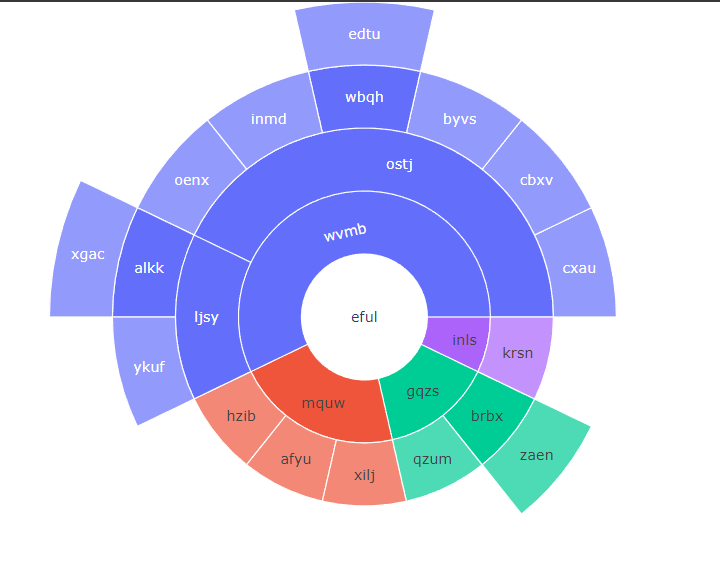 edtu
wbqh
inmd
byvs
ostj
oenx
cbxv
wvmb
xgac
alkk
cxau
ljsy
eful
inls
krsn
ykuf
gqzs
mquw
hzib
brbx
zaen
afyu
qzum
xilj